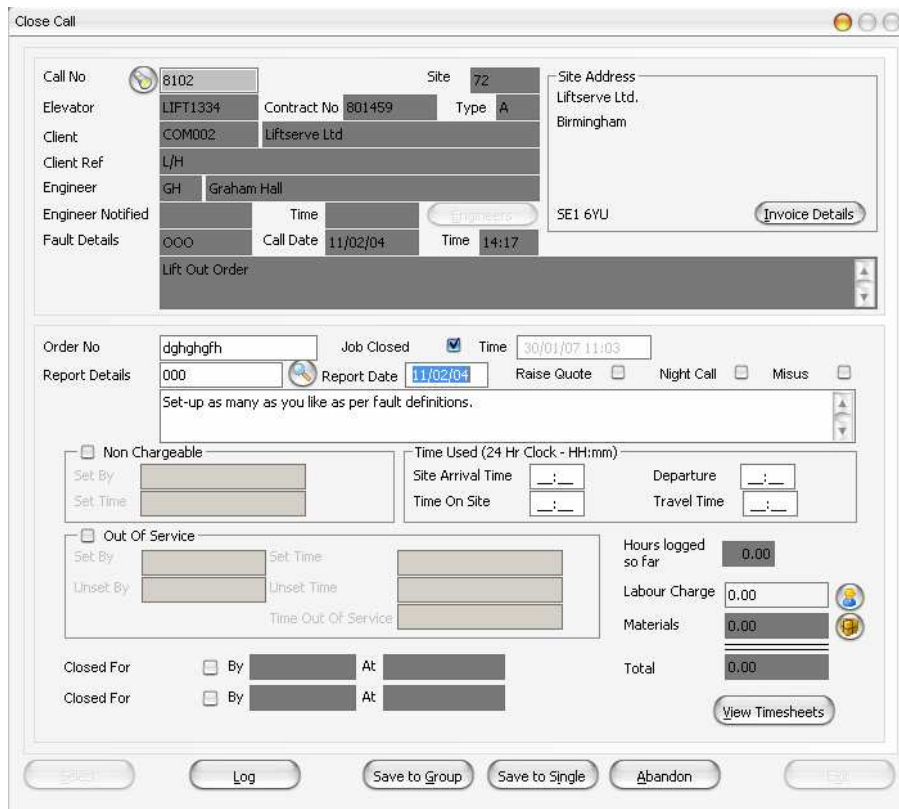 Close Call
Call No 8102 Site 72
Elevator LIFT1334 Contract No 801459 Type A
Client COM002 Liftserve Ltd
Client Ref L/H
Engineer GH Graham Hall
Engineer Notified Time Engineers
Fault Details OOO Call Date 11/02/04 Time 14:17
Lift Out Order
Site Address
Liftserve Ltd.
Birmingham
SE1 6YU Invoice Details
Order No dghghgfh Job Closed Time 30/01/07 11:03
Report Details 000 Report Date 11/02/04 Raise Quote Night Call Misus
Set-up as many as you like as per fault definitions.
Non Chargeable
Set By
Set Time
Time Used (24 Hr Clock - HH:mm)
Site Arrival Time __:__ Departure __:__
Time On Site __:__ Travel Time __:__
Out Of Service
Set By Set Time
Unset By Unset Time
Time Out Of Service
Hours logged
so far 0.00
Labour Charge 0.00
Materials 0.00
Total 0.00
Closed For By At
Closed For By At
View Timesheets
Log Save to Group Save to Single Abandon